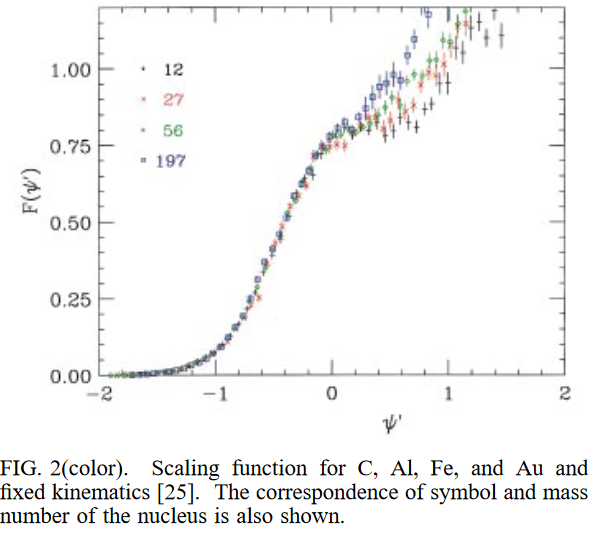 1.00
0.75
0.50
0.25
0.00
F(ψ')
+ 12
× 27
56
197
−2
−1
0
1
2
ψ'
FIG. 2(color). Scaling function for C, Al, Fe, and Au and
fixed kinematics [25]. The correspondence of symbol and mass
number of the nucleus is also shown.